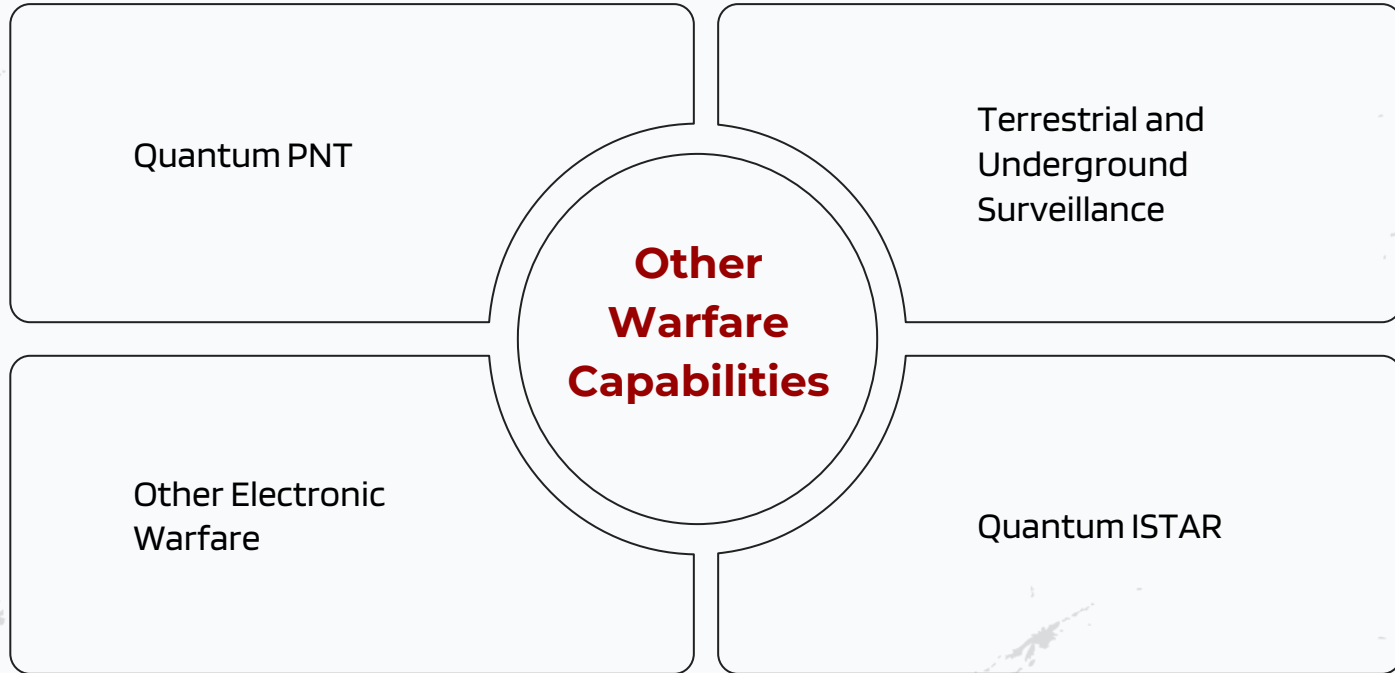 Quantum PNT
Terrestrial and
Underground
Surveillance
Other
Warfare
Capabilities
Other Electronic
Warfare
Quantum ISTAR